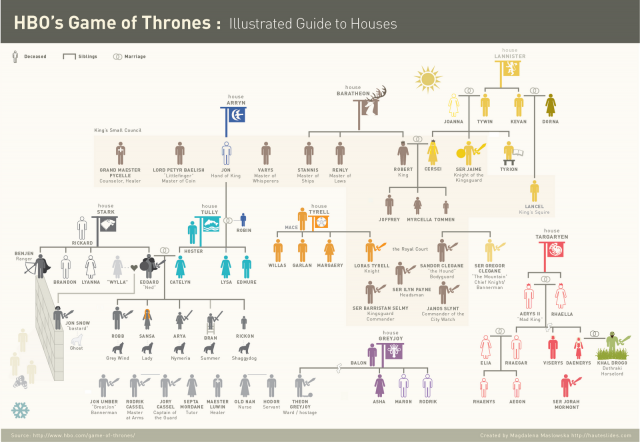 HBO's Game of Thrones : Illustrated Guide to Houses
Deceased
Siblings
Marriage
house
LANNISTER
house
BARATHEON
house
ARRYN
JOANNA
TYWIN
KEVAN
DORNA
King's Small Council
GRAND MAESTER
PYCELLE
Counselor, Healer
LORD PETYR BAELISH
'Littlefinger'
Master of Coin
JON
Hand of King
VARYS
Master of
Whisperers
STANNIS
Master of
Ships
RENLY
Master of
Laws
ROBERT
King
CERSEI
SER JAIME
Knight of the
Kingsguard
TYRION
LANCEL
King's Squire
JOFFREY
MYRCELLA
TOMMEN
house
STARK
house
TULLY
ROBIN
house
TYRELL
MACE
house
TARGARYEN
RICKARD
HOSTER
BENJEN
Ranger
BRANDON
LYANNA
"WYLLA"
EDDARD
"Ned"
CATELYN
LYSA
EDMURE
WILLAS
GARLAN
MARGAERY
the Royal Court
LORAS TYRELL
Knight
SANDOR CLEGANE
"the Hound"
Bodyguard
SER GREGOR
CLEGANE
"The Mountain"
Chief Knight/
Bannerman
SER ILYN PAYNE
Headsman
SER BARRISTAN SELMY
Kingsguard
Commander
JANOS SLYNT
Commander of the
City Watch
AERYS II
'Mad King'
RHAELLA
JON SNOW
"Bastard"
Ghost
ROBB
Grey Wind
SANSA
Lady
ARYA
Nymeria
BRAN
Summer
RICKON
Shaggydog
house
GREYJOY
BALON
ELIA
RHAEGAR
VISERYS
DAENERYS
KHAL DROGO
Dothraki
Horselord
JON UMBER
"Greatjon"
Bannerman
RODRIK
CASSEL
Master
at Arms
JORY
CASSEL
Captain of the
Guard
SEPTA
MORDANE
Tutor
MAESTER
LUWIN
Healer
OLD NAN
Nurse
HODOR
Servant
THEON
GREYJOY
Ward / hostage
ASHA
MARON
RODRIK
RHAENYS
AEGON
SER JORAH
MORMONT
Source: http://www.hbo.com/game-of-thrones/
Created by Magdalena Maslowska